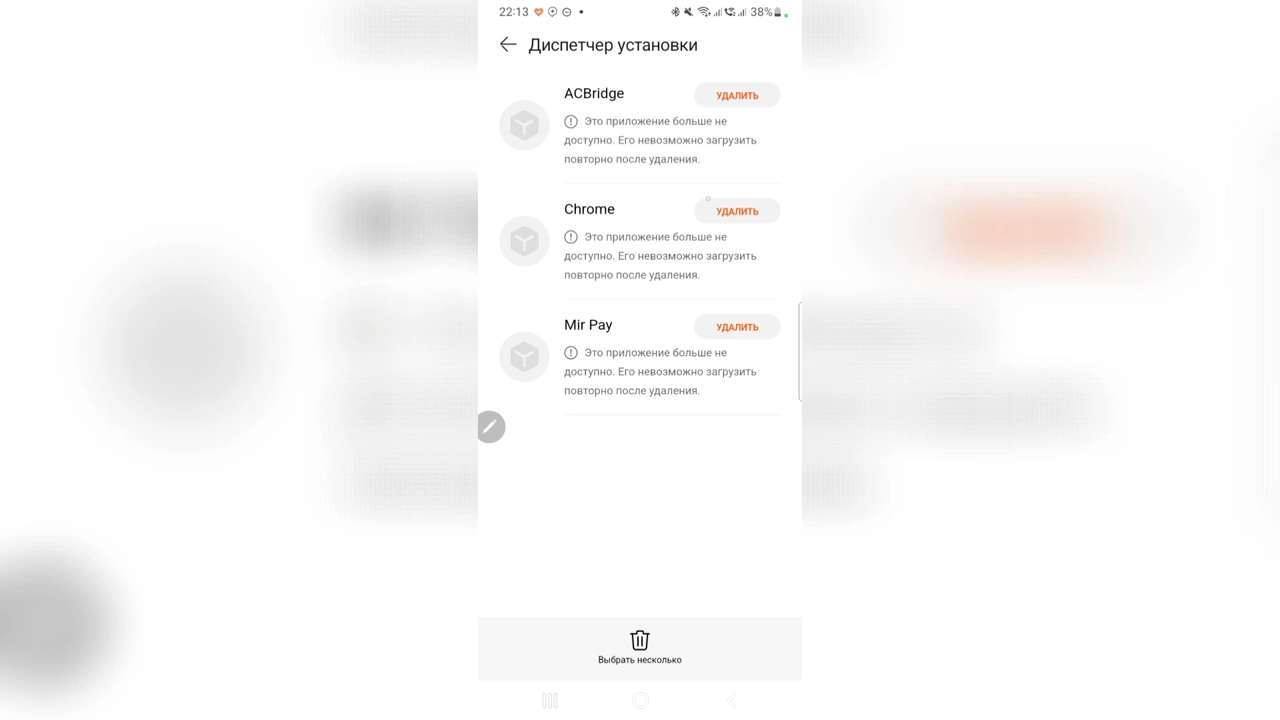 22:13 38%
Диспетчер установки
ACBridge УДАЛИТЬ
Это приложение больше не
доступно. Его невозможно загрузить
повторно после удаления.
Chrome УДАЛИТЬ
Это приложение больше не
доступно. Его невозможно загрузить
повторно после удаления.
Mir Pay УДАЛИТЬ
Это приложение больше не
доступно. Его невозможно загрузить
повторно после удаления.
Выбрать несколько